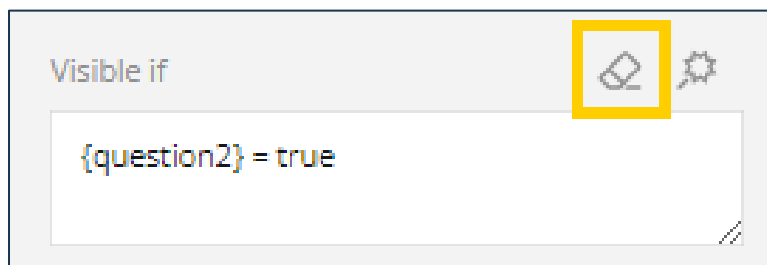 Visible if
{question2} = true